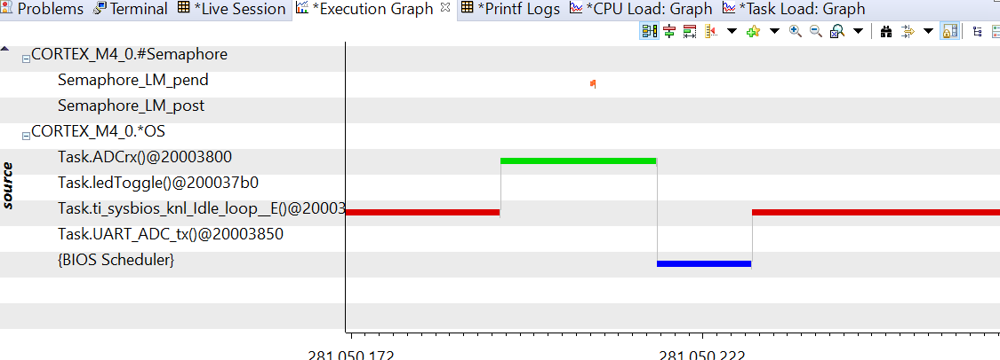 Problems Terminal *Live Session *Execution Graph *Printf Logs *CPU Load: Graph *Task Load: Graph
CORTEX_M4_0.#Semaphore
Semaphore_LM_pend
Semaphore_LM_post
CORTEX_M4_0.*OS
Task.ADCrx()@20003800
Task.ledToggle()@200037b0
Task.ti_sysbios_knl_Idle_loop__E()@20003
Task.UART_ADC_tx()@20003850
{BIOS Scheduler}
source
281.050.172 281.050.222